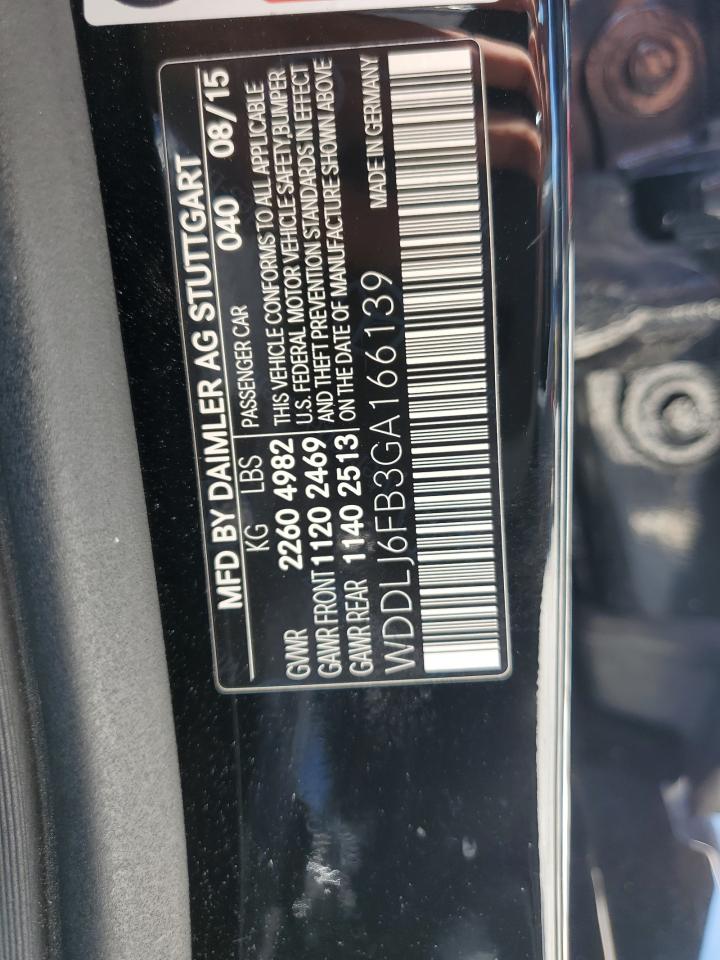 MFD BY DAIMLER AG STUTTGART
KG LBS PASSENGER CAR 040 08/15
GVWR 2260 4982 THIS VEHICLE CONFORMS TO ALL APPLICABLE
U.S. FEDERAL MOTOR VEHICLE SAFETY,BUMPER
GAWR FRONT 1120 2469 AND THEFT PREVENTION STANDARDS IN EFFECT
GAWR REAR 1140 2513 ON THE DATE OF MANUFACTURE SHOWN ABOVE
WDDLJ6FB3GA166139 MADE IN GERMANY